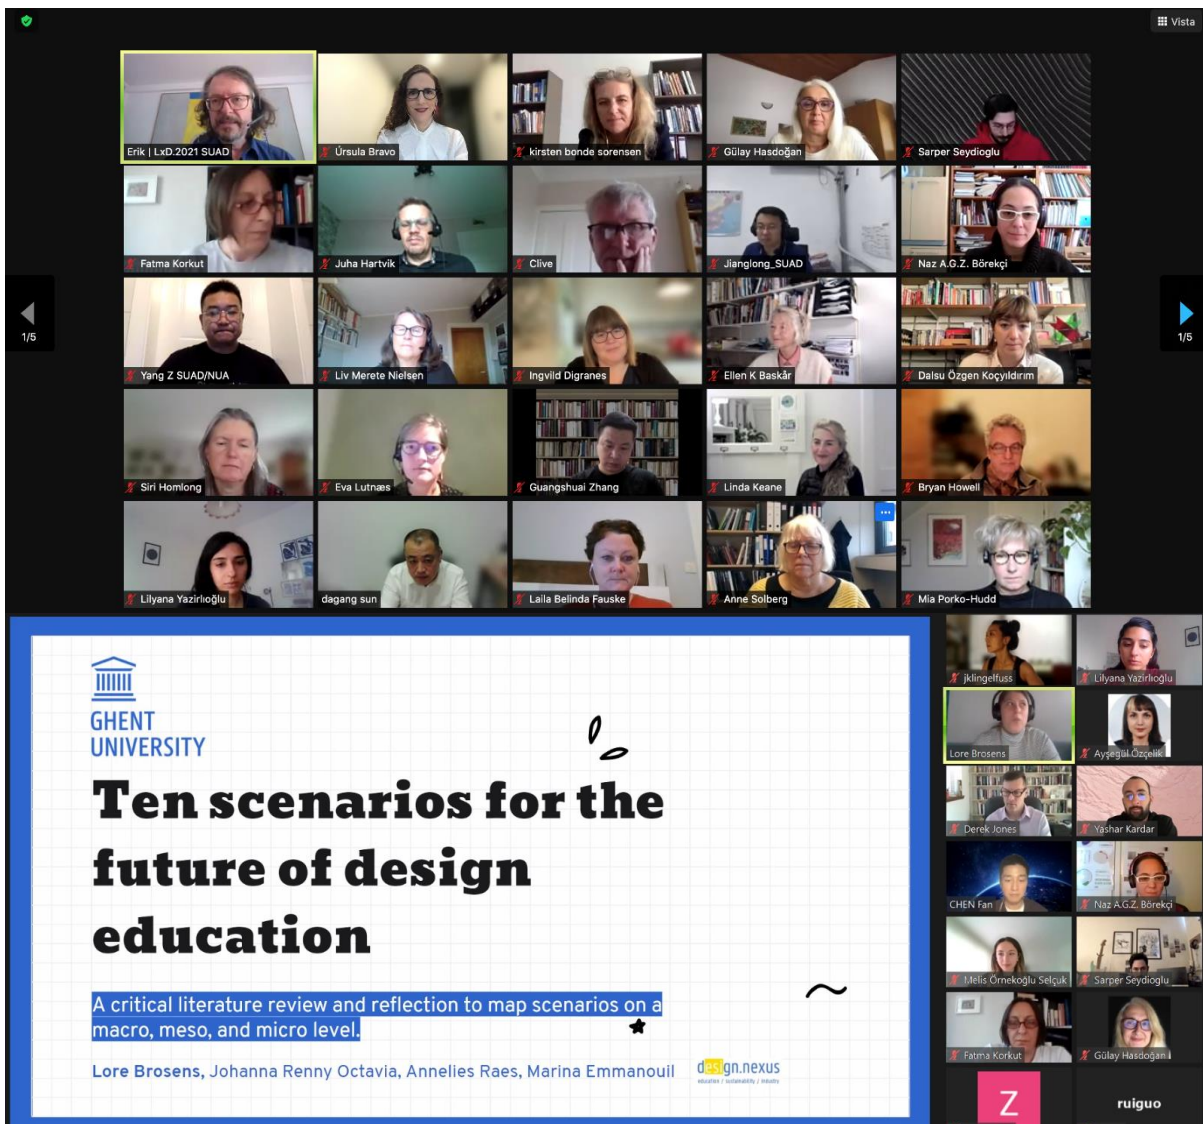 Vista
Erik | LxD.2021 SUAD
Úrsula Bravo
kirsten bonde sorensen
Gülay Hasdoğan
Sarper Seydioglu
Fatma Korkut
Juha Hartvik
Clive
Jianglong_SUAD
Naz A.G.Z. Börekçi
1/5
1/5
Yang Z SUAD/NUA
Liv Merete Nielsen
Ingvild Digranes
Ellen K Baskår
Dalsu Özgen Koçyıldırım
Siri Homlong
Eva Lutnæs
Guangshuai Zhang
Linda Keane
Bryan Howell
Lilyana Yazirlıoğlu
dagang sun
Laila Belinda Fauske
Anne Solberg
Mia Porko-Hudd
GHENT
UNIVERSITY
Ten scenarios for the
future of design
education
A critical literature review and reflection to map scenarios on a
macro, meso, and micro level.
Lore Brosens, Johanna Renny Octavia, Annelies Raes, Marina Emmanouil
design.nexus
education / sustainability / industry
jklingelfuss
Lilyana Yazirlıoğlu
Lore Brosens
Ayşegül Özçelik
Derek Jones
Yashar Kardar
CHEN Fan
Naz A.G.Z. Börekçi
Melis Örnekoğlu Selçuk
Sarper Seydioglu
Fatma Korkut
Gülay Hasdoğan
Z
ruiguo